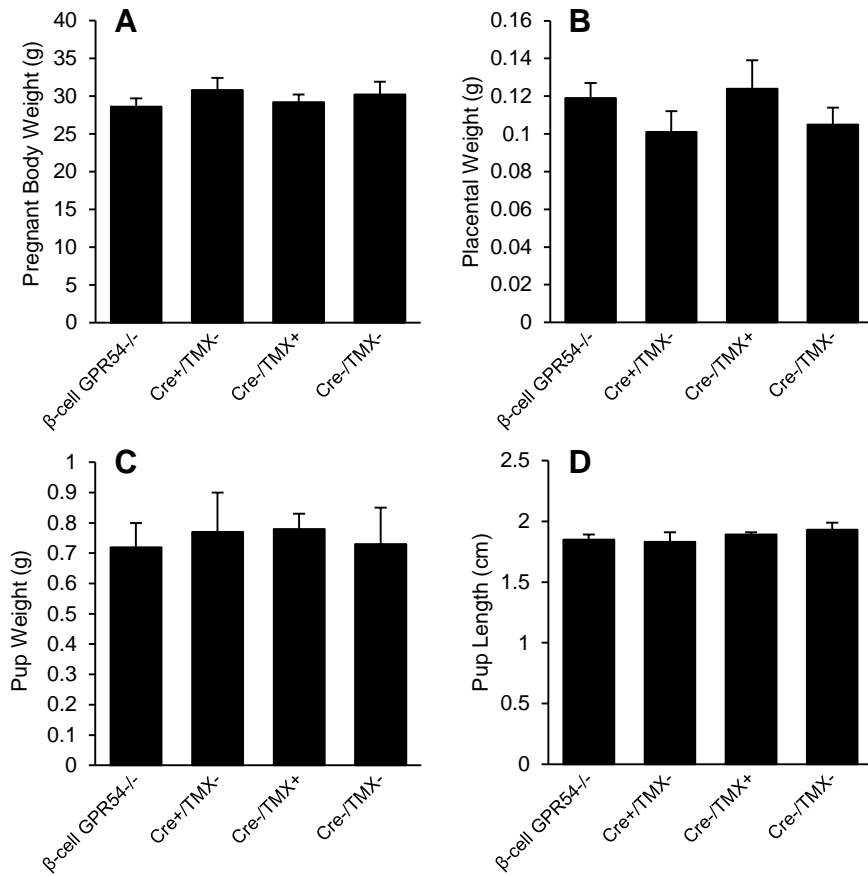 A
Pregnant Body Weight (g)
40
35
30
25
20
15
10
5
0
β-cell GPR54-/-
Cre+/TMX-
Cre-/TMX+
Cre-/TMX-
B
Placental Weight (g)
0.16
0.14
0.12
0.1
0.08
0.06
0.04
0.02
0
β-cell GPR54-/-
Cre+/TMX-
Cre-/TMX+
Cre-/TMX-
C
Pup Weight (g)
1
0.9
0.8
0.7
0.6
0.5
0.4
0.3
0.2
0.1
0
β-cell GPR54-/-
Cre+/TMX-
Cre-/TMX+
Cre-/TMX-
D
Pup Length (cm)
2.5
2
1.5
1
0.5
0
β-cell GPR54-/-
Cre+/TMX-
Cre-/TMX+
Cre-/TMX-